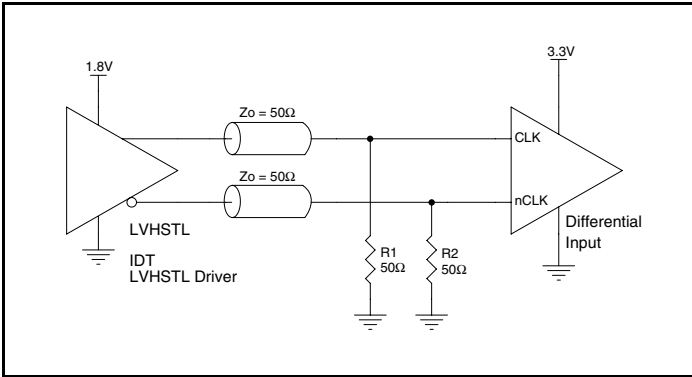 1.8V
3.3V
Zo = 50Ω
CLK
Zo = 50Ω
nCLK
LVHSTL
IDT
LVHSTL Driver
R1
50Ω
R2
50Ω
Differential
Input